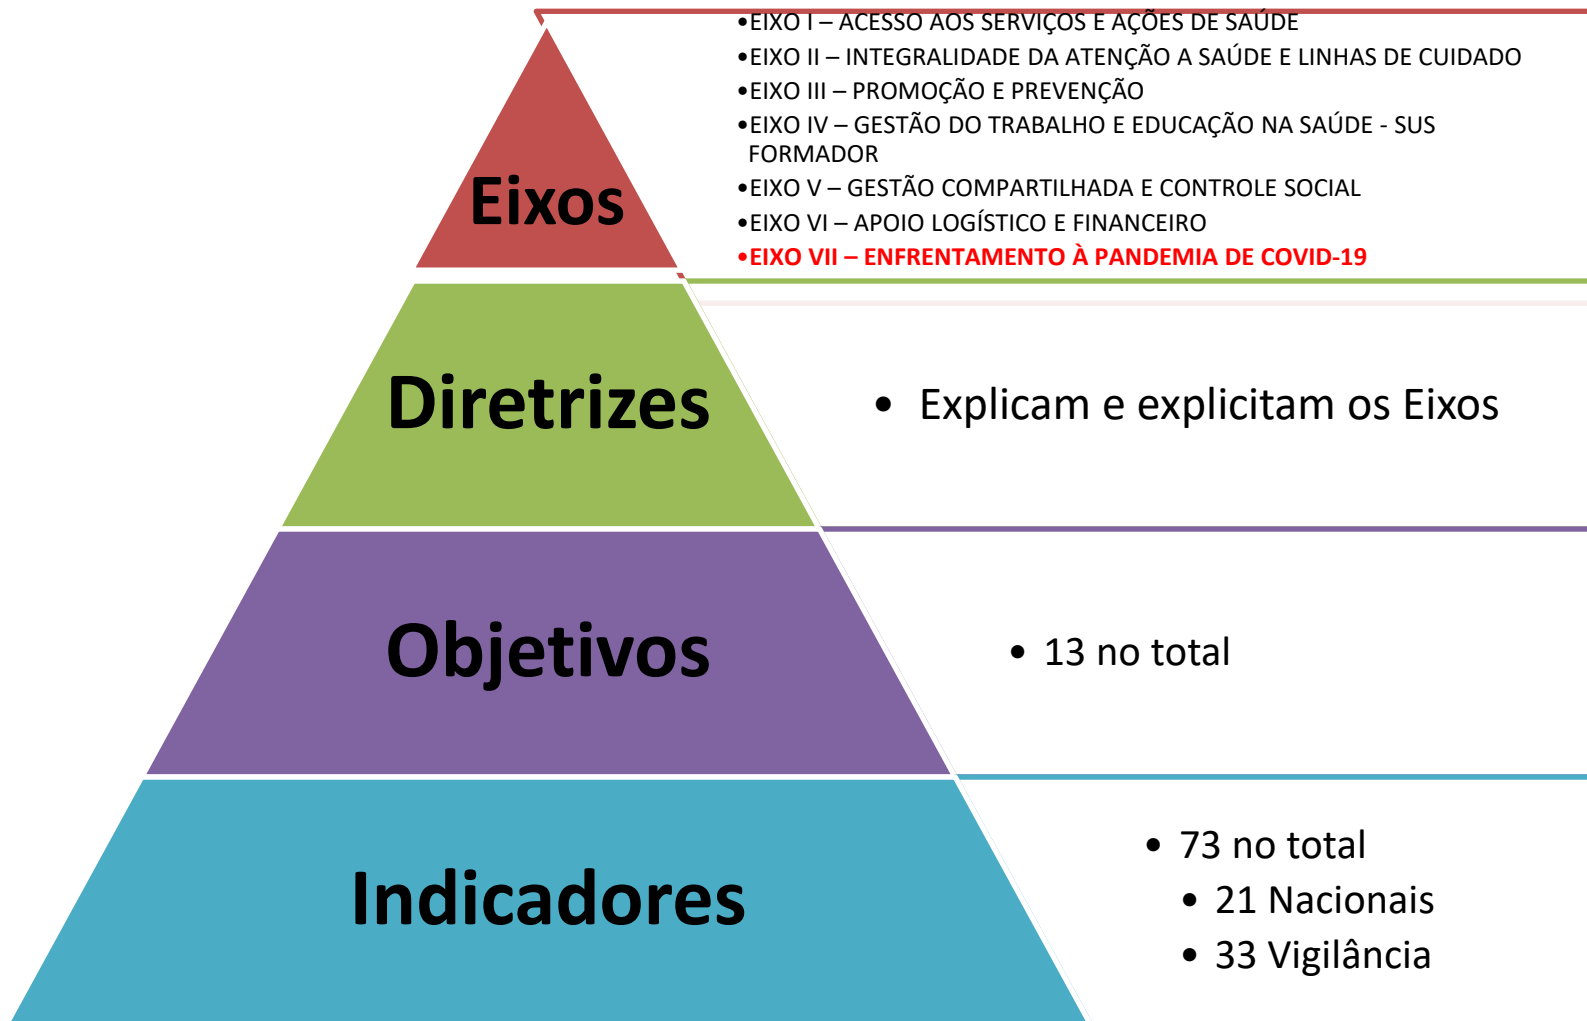 •EIXO I – ACESSO AOS SERVIÇOS E AÇÕES DE SAÚDE
•EIXO II – INTEGRALIDADE DA ATENÇÃO A SAÚDE E LINHAS DE CUIDADO
•EIXO III – PROMOÇÃO E PREVENÇÃO
•EIXO IV – GESTÃO DO TRABALHO E EDUCAÇÃO NA SAÚDE - SUS
FORMADOR
•EIXO V – GESTÃO COMPARTILHADA E CONTROLE SOCIAL
•EIXO VI – APOIO LOGÍSTICO E FINANCEIRO
•EIXO VII – ENFRENTAMENTO À PANDEMIA DE COVID-19
Eixos
Diretrizes
• Explicam e explicitam os Eixos
Objetivos
• 13 no total
Indicadores
• 73 no total
• 21 Nacionais
• 33 Vigilância